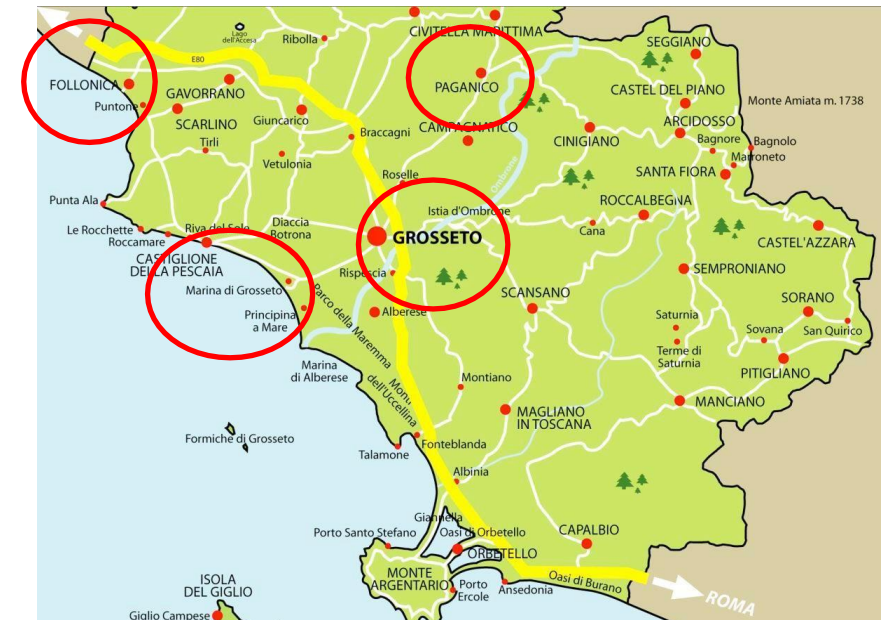 Lago
dell'Accesa
Ribolla
CIVITELLA MARITTIMA
SEGGIANO
E80
FOLLONICA
GAVORRANO
PAGANICO
CASTEL DEL PIANO
Monte Amiata m. 1738
Puntone
SCARLINO
Giuncarico
Braccagni
CAMPAGNATICO
ARCIDOSSO
Tirli
CINIGIANO
Bagnore
Bagnolo
Marroneto
Vetulonia
Roselle
Ombrone
SANTA FIORA
Punta Ala
Istia d'Ombrone
ROCCALBEGNA
Le Rocchette
Roccamare
Riva del Sole
Diaccia
Botrona
GROSSETO
Cana
CASTEL'AZZARA
CASTIGLIONE
DELLA PESCAIA
Rispescia
SEMPRONIANO
Marina di Grosseto
SCANSANO
SORANO
Principina
a Mare
Alberese
Saturnia
Sovana
San Quirico
Parco della Maremma
Terme di
Saturnia
Marina
di Alberese
Monti
dell'Uccellina
Montiano
PITIGLIANO
MAGLIANO
IN TOSCANA
MANCIANO
Formiche di Grosseto
Talamone
Fonteblanda
Albinia
Giannella
Porto Santo Stefano
Oasi di Orbetello
CAPALBIO
ORBETELLO
ISOLA
DEL GIGLIO
MONTE
ARGENTARIO
Porto
Ercole
Ansedonia
Oasi di Burano
ROMA
Giglio Campese